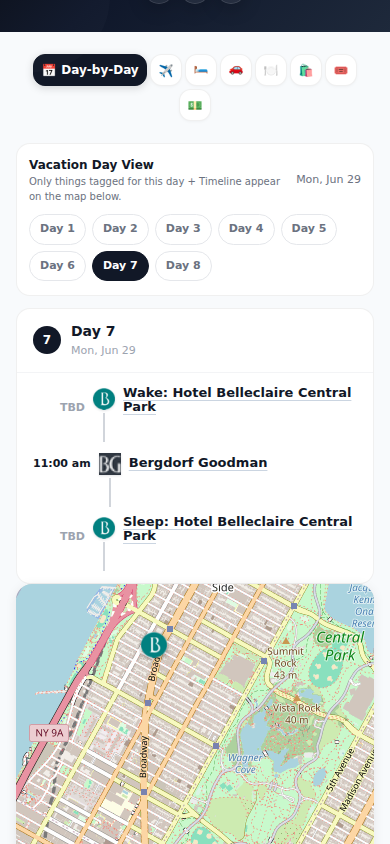 Day-by-Day
Vacation Day View
Only things tagged for this day + Timeline appear
on the map below.
Mon, Jun 29
Day 1
Day 2
Day 3
Day 4
Day 5
Day 6
Day 7
Day 8
7
Day 7
Mon, Jun 29
TBD
B
Wake: Hotel Belleclaire Central
Park
11:00 am
BG
Bergdorf Goodman
TBD
B
Sleep: Hotel Belleclaire Central
Park
Side
Central
Park
Summit
Rock
43 m
B
Vista Rock
40 m
NY 9A
Wagner
Cove
Broadway
5th Avenue